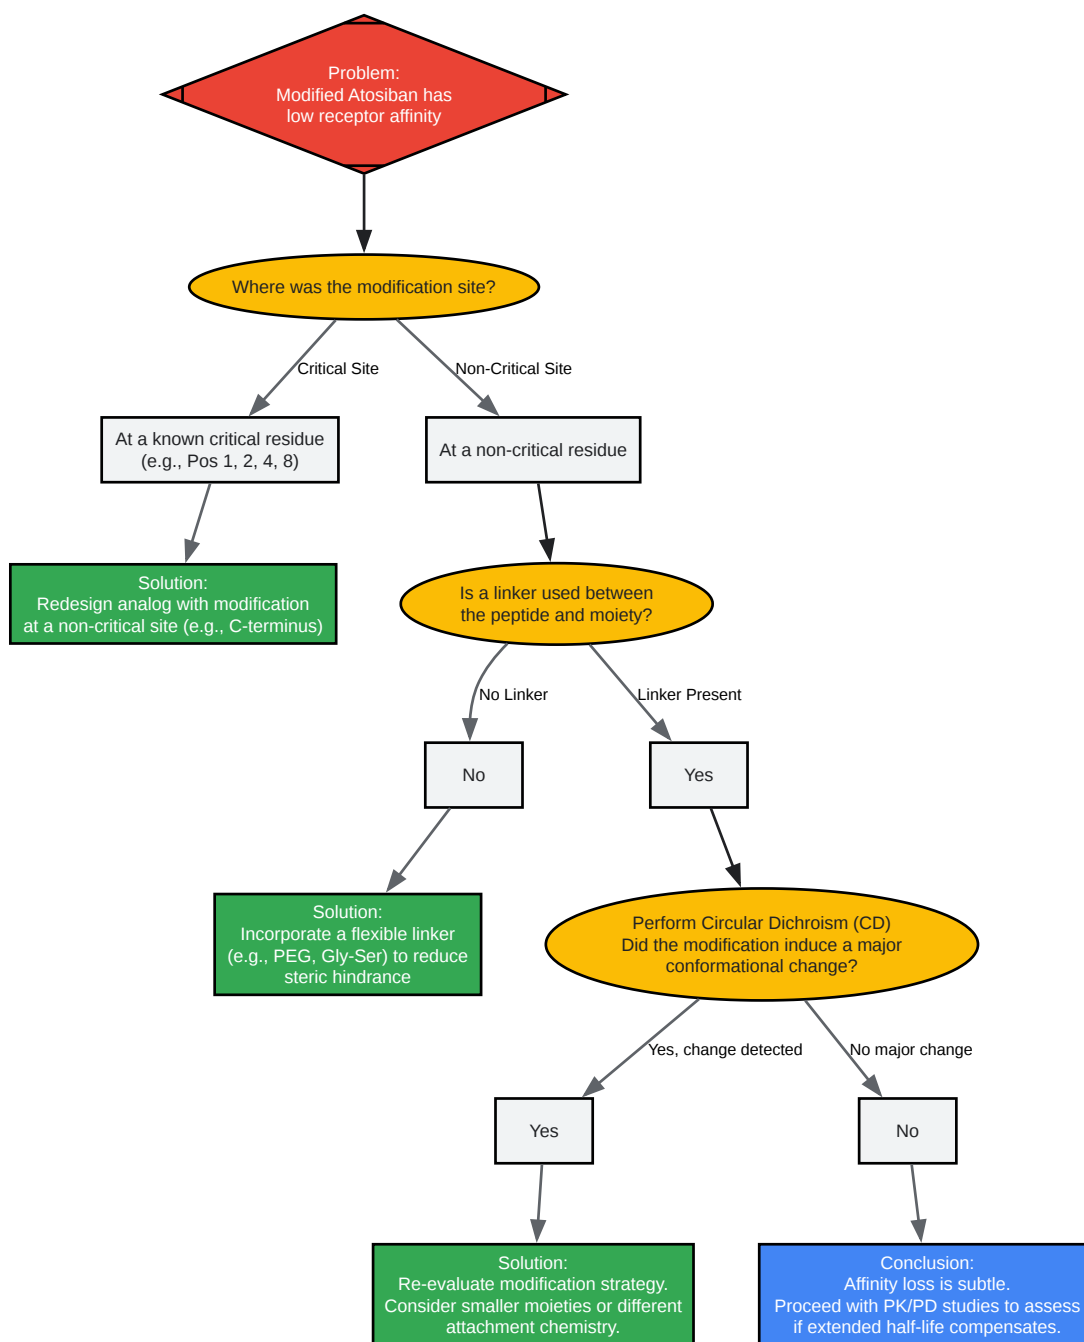 Problem:
Modified Atosiban has
low receptor affinity
Where was the modification site?
Critical Site
Non-Critical Site
At a known critical residue
(e.g., Pos 1, 2, 4, 8)
At a non-critical residue
Solution:
Redesign analog with modification
at a non-critical site (e.g., C-terminus)
Is a linker used between
the peptide and moiety?
No Linker
Linker Present
No
Yes
Solution:
Incorporate a flexible linker
(e.g., PEG, Gly-Ser) to reduce
steric hindrance
Perform Circular Dichroism (CD)
Did the modification induce a major
conformational change?
Yes, change detected
No major change
Yes
No
Solution:
Re-evaluate modification strategy.
Consider smaller moieties or different
attachment chemistry.
Conclusion:
Affinity loss is subtle.
Proceed with PK/PD studies to assess
if extended half-life compensates.